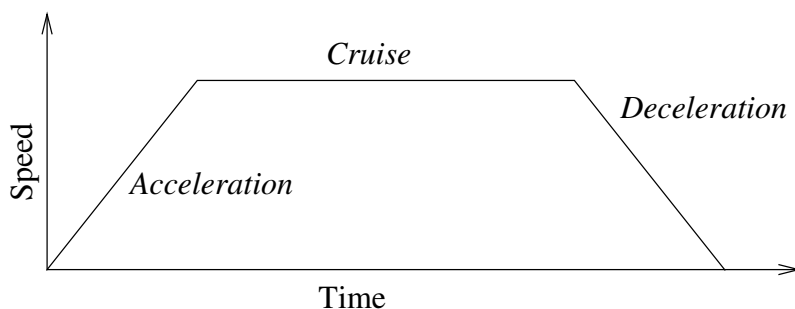 Cruise
Deceleration
Speed
Acceleration
Time